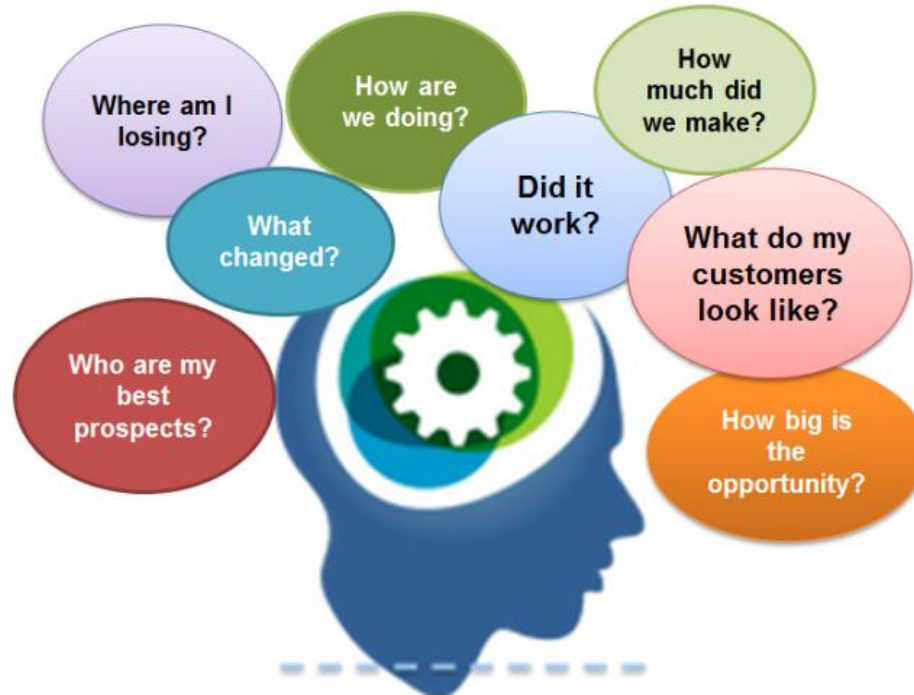 Where am I
losing?
How are
we doing?
How
much did
we make?
What
changed?
Did it
work?
What do my
customers
look like?
Who are my
best
prospects?
How big is
the
opportunity?